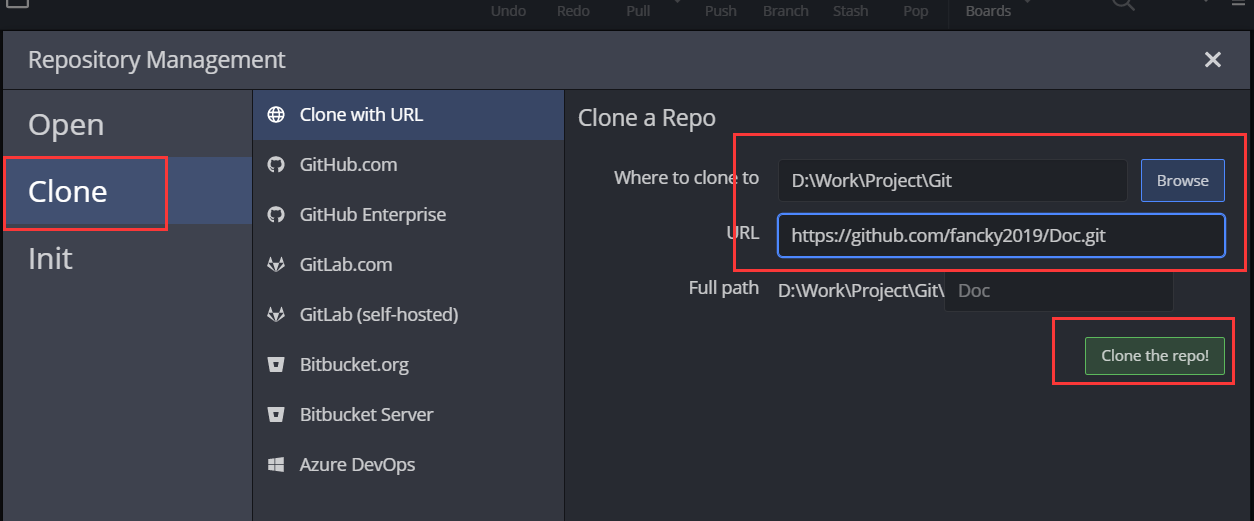 Undo Redo Pull Push Branch Stash Pop Boards
Repository Management
Open
Clone
Init
Clone with URL
GitHub.com
GitHub Enterprise
GitLab.com
GitLab (self-hosted)
Bitbucket.org
Bitbucket Server
Azure DevOps
Clone a Repo
Where to clone to D:\Work\Project\Git Browse
URL https://github.com/fancky2019/Doc.git
Full path D:\Work\Project\Git\ Doc
Clone the repo!